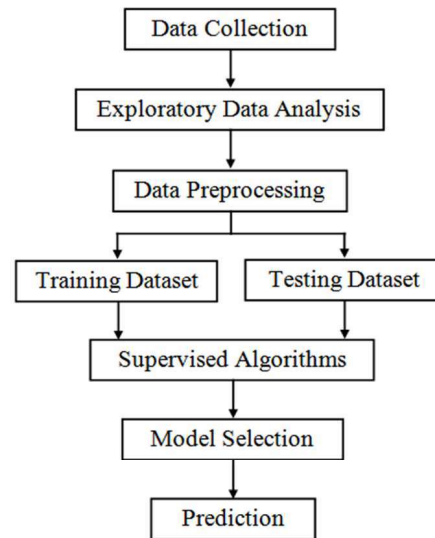 Data Collection
Exploratory Data Analysis
Data Preprocessing
Training Dataset
Testing Dataset
Supervised Algorithms
Model Selection
Prediction